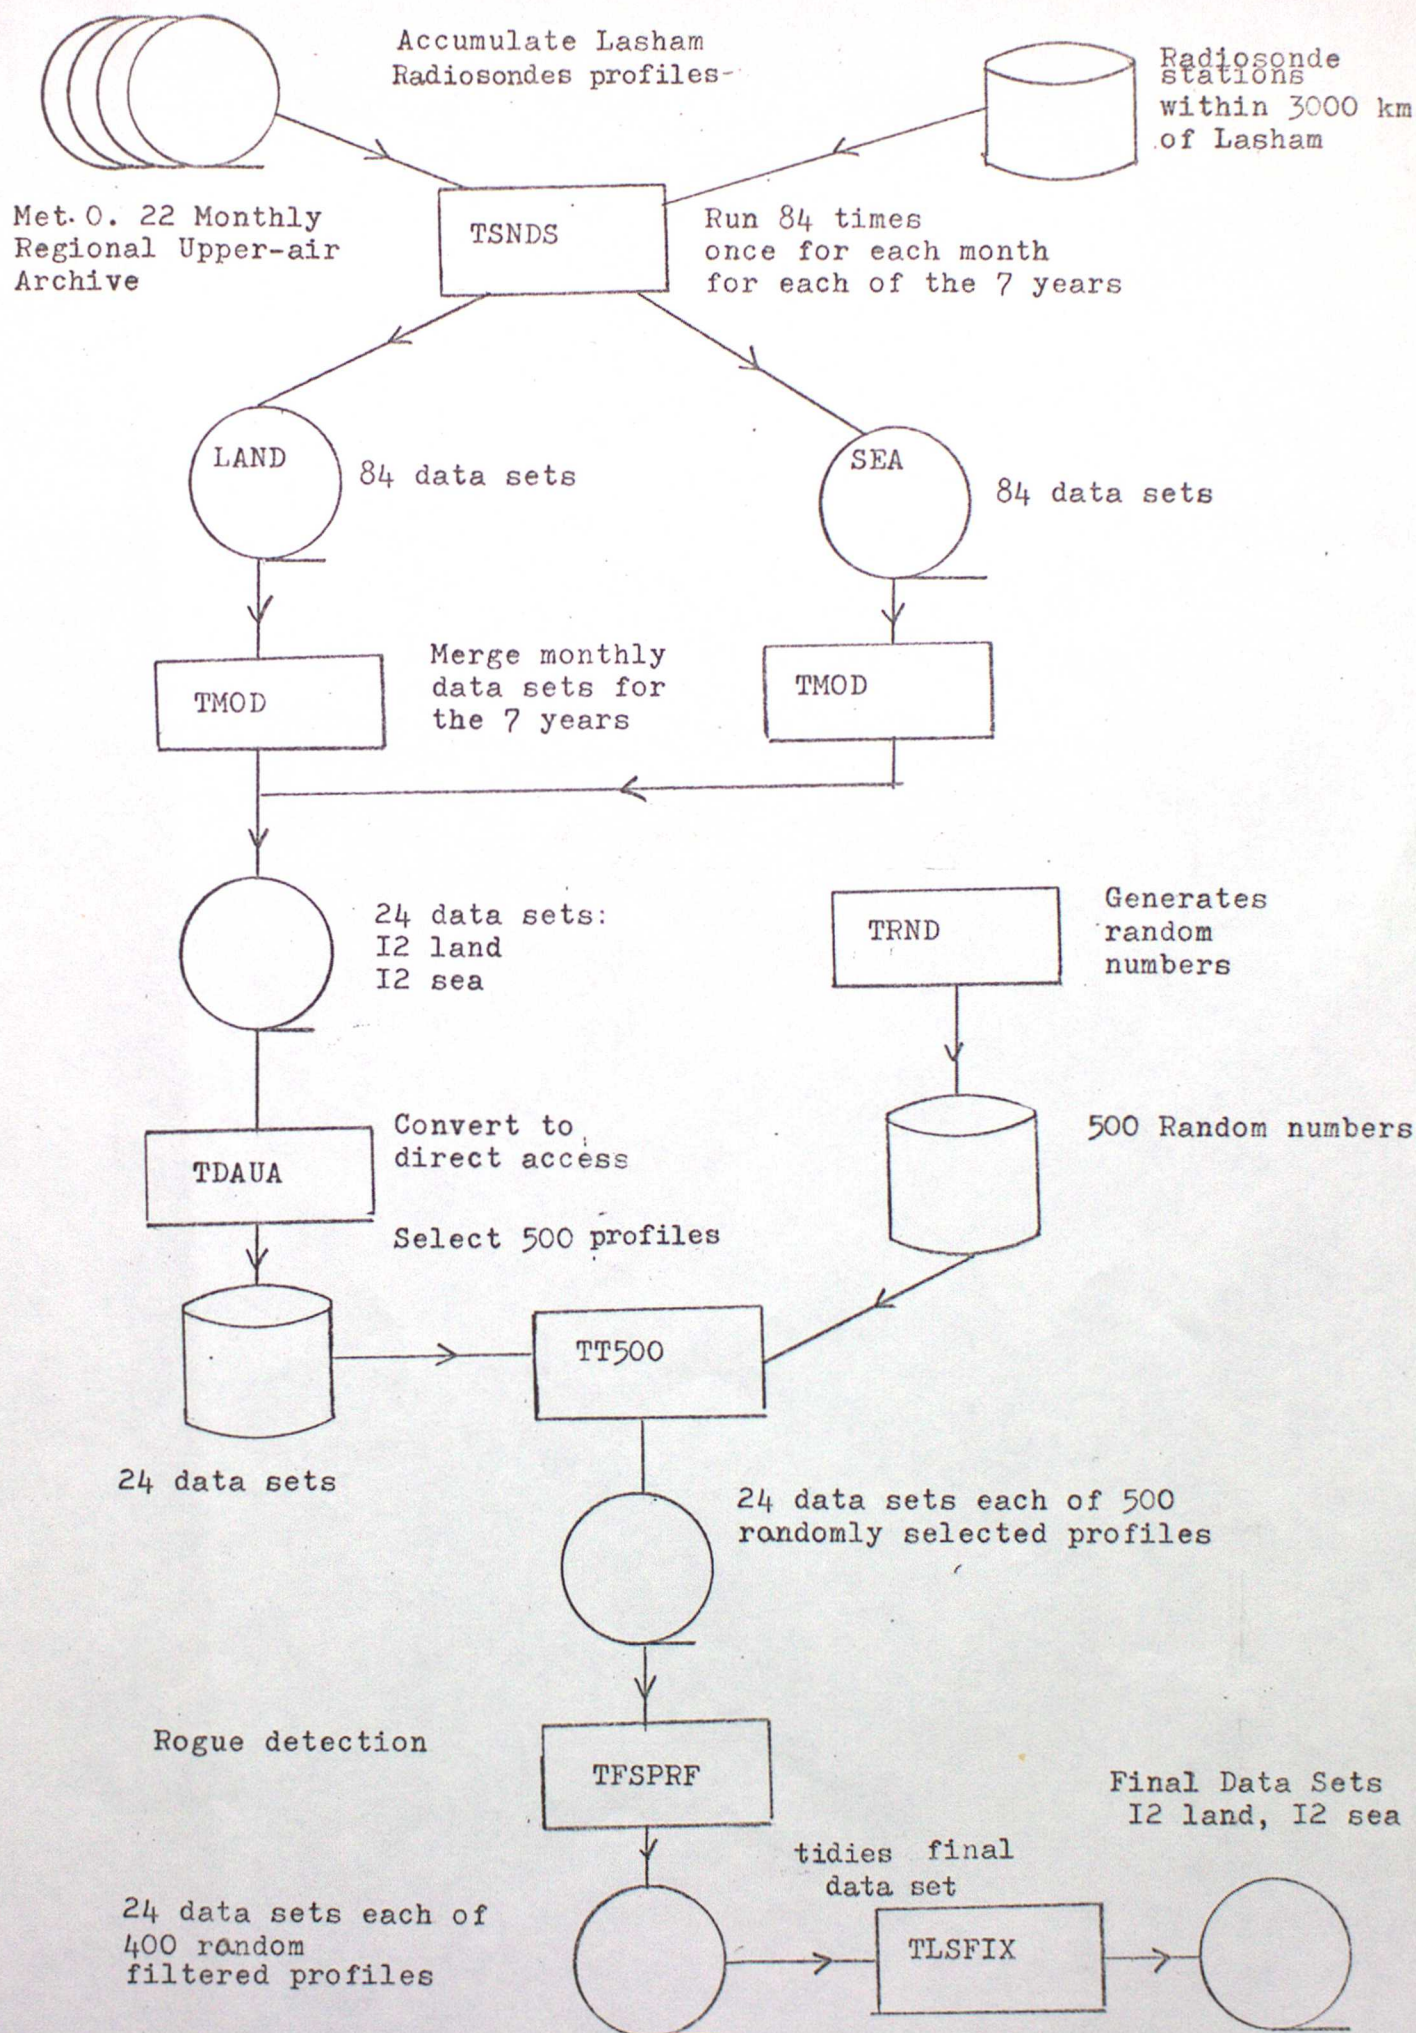 Accumulate Lasham
Radiosondes profiles-
Radiosonde
stations
within 3000 km
of Lasham
Met. O. 22 Monthly
Regional Upper-air
Archive
TSNDS
Run 84 times
once for each month
for each of the 7 years
LAND
84 data sets
SEA
84 data sets
TMOD
Merge monthly
data sets for
the 7 years
TMOD
24 data sets:
I2 land
I2 sea
TRND
Generates
random
numbers
TDAUA
Convert to
direct access
500 Random numbers
Select 500 profiles
TT500
24 data sets
24 data sets each of 500
randomly selected profiles
Rogue detection
TFSPRF
Final Data Sets
I2 land, I2 sea
tidies final
data set
24 data sets each of
400 random
filtered profiles
TLSFIX